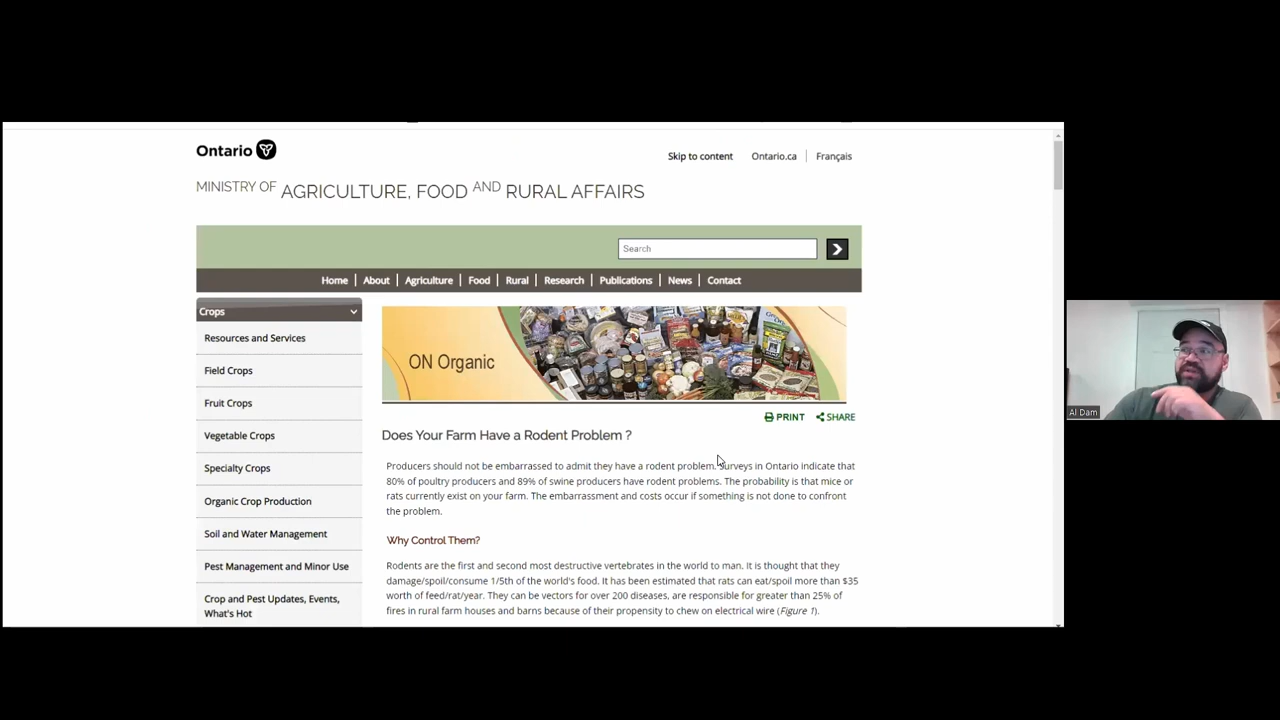 Ontario
Skip to content
Ontario.ca
Français
MINISTRY OF AGRICULTURE, FOOD AND RURAL AFFAIRS
Search
Home
About
Agriculture
Food
Rural
Research
Publications
News
Contact
Crops
Resources and Services
Field Crops
Fruit Crops
Vegetable Crops
Specialty Crops
Organic Crop Production
Soil and Water Management
Pest Management and Minor Use
Crop and Pest Updates, Events,
What's Hot
ON Organic
PRINT
SHARE
Does Your Farm Have a Rodent Problem ?
Producers should not be embarrassed to admit they have a rodent problem. Surveys in Ontario indicate that
80% of poultry producers and 89% of swine producers have rodent problems. The probability is that mice or
rats currently exist on your farm. The embarrassment and costs occur if something is not done to confront
the problem.
Why Control Them?
Rodents are the first and second most destructive vertebrates in the world to man. It is thought that they
damage/spoil/consume 1/5th of the world's food. It has been estimated that rats can eat/spoil more than $35
worth of feed/rat/year. They can be vectors for over 200 diseases, are responsible for greater than 25% of
fires in rural farm houses and barns because of their propensity to chew on electrical wire (Figure 1).
Al Dam